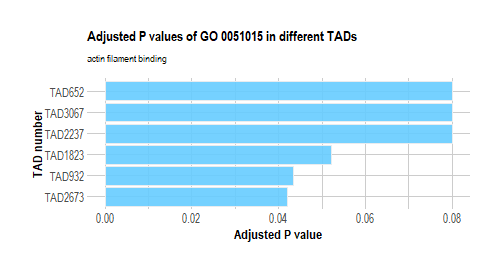 Adjusted P values of GO 0051015 in different TADs
actin filament binding
TAD652
TAD3067
TAD2237
TAD1823
TAD932
TAD2673
TAD number
0.00 0.02 0.04 0.06 0.08
Adjusted P value